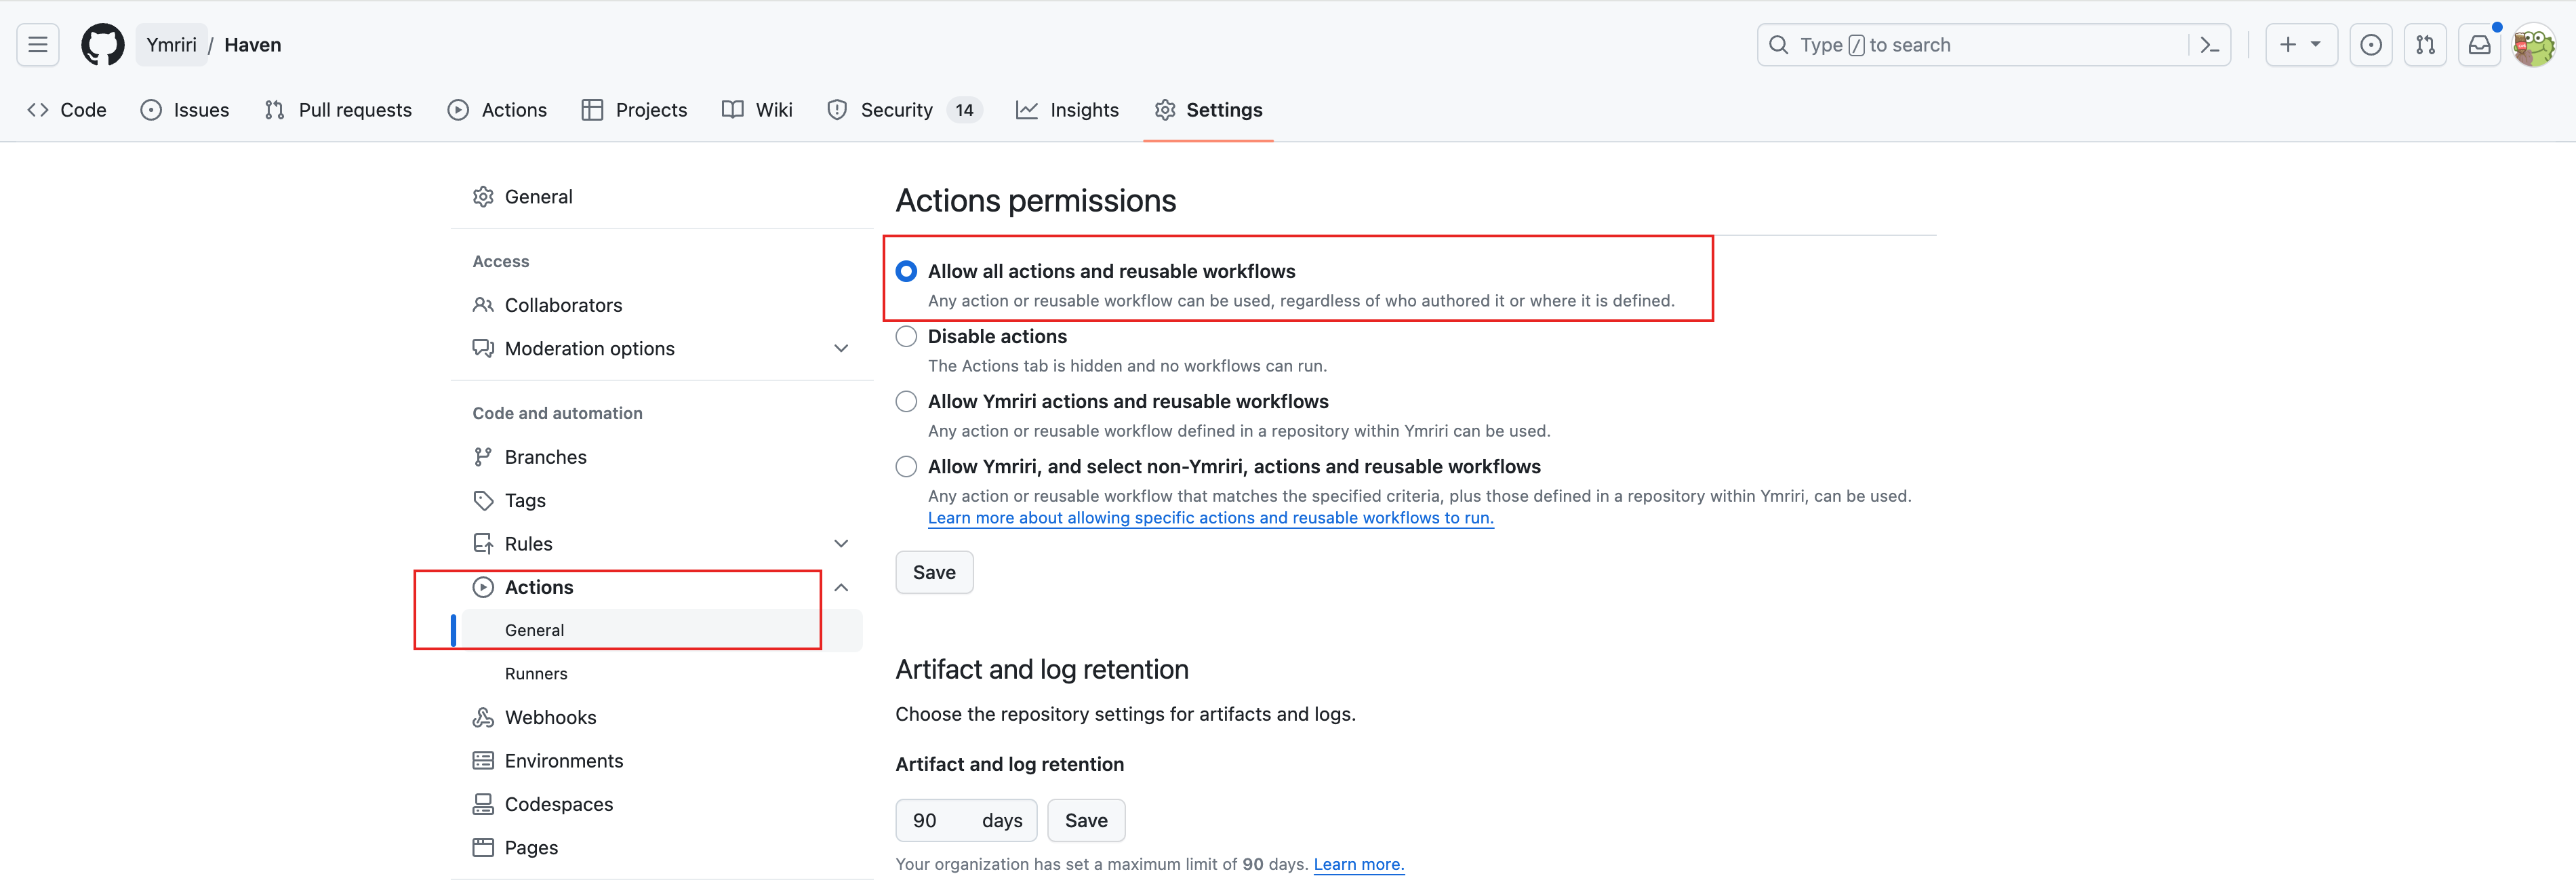 Ymriri / Haven
Type / to search
Code
Issues
Pull requests
Actions
Projects
Wiki
Security 14
Insights
Settings
General
Access
Collaborators
Moderation options
Code and automation
Branches
Tags
Rules
Actions
General
Runners
Webhooks
Environments
Codespaces
Pages
Actions permissions
Allow all actions and reusable workflows
Any action or reusable workflow can be used, regardless of who authored it or where it is defined.
Disable actions
The Actions tab is hidden and no workflows can run.
Allow Ymriri actions and reusable workflows
Any action or reusable workflow defined in a repository within Ymriri can be used.
Allow Ymriri, and select non-Ymriri, actions and reusable workflows
Any action or reusable workflow that matches the specified criteria, plus those defined in a repository within Ymriri, can be used.
Learn more about allowing specific actions and reusable workflows to run.
Save
Artifact and log retention
Choose the repository settings for artifacts and logs.
Artifact and log retention
90 days Save
Your organization has set a maximum limit of 90 days. Learn more.